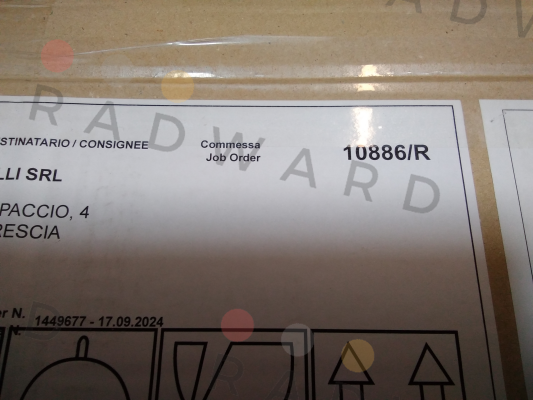 RADWARD
STINATARIO / CONSIGNEE
Commessa
Job Order
10886/R
LLI SRL
PACCIO, 4
RESCIA
er N.
1449677 - 17.09.2024
N.